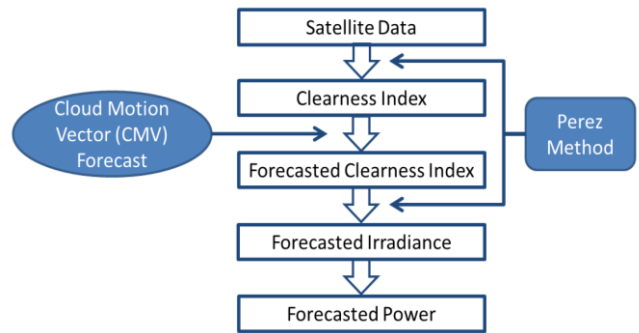 Satellite Data
Clearness Index
Cloud Motion
Vector (CMV)
Forecast
Perez
Method
Forecasted Clearness Index
Forecasted Irradiance
Forecasted Power